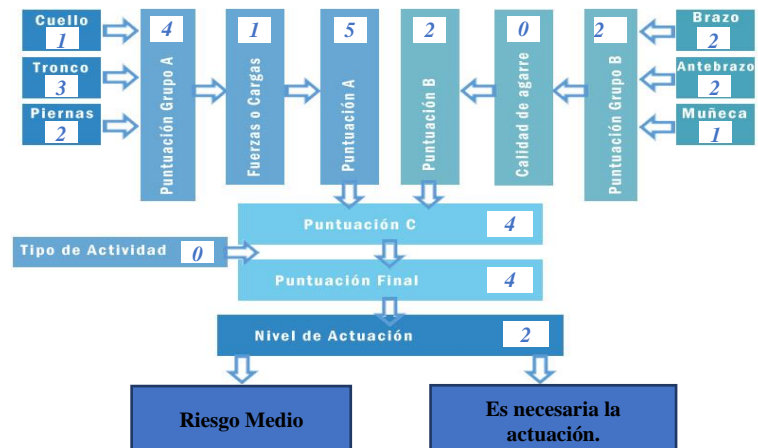 Cuello
1
Tronco
3
Piernas
2
4
Puntuación Grupo A
1
Fuerzas o Cargas
5
Puntuación A
2
Puntuación B
0
Calidad de agarre
2
Puntuación Grupo B
Brazo
2
Antebrazo
2
Muñeca
1
Puntuación C 4
Tipo de Actividad 0
Puntuación Final 4
Nivel de Actuación 2
Riesgo Medio
Es necesaria la
actuación.